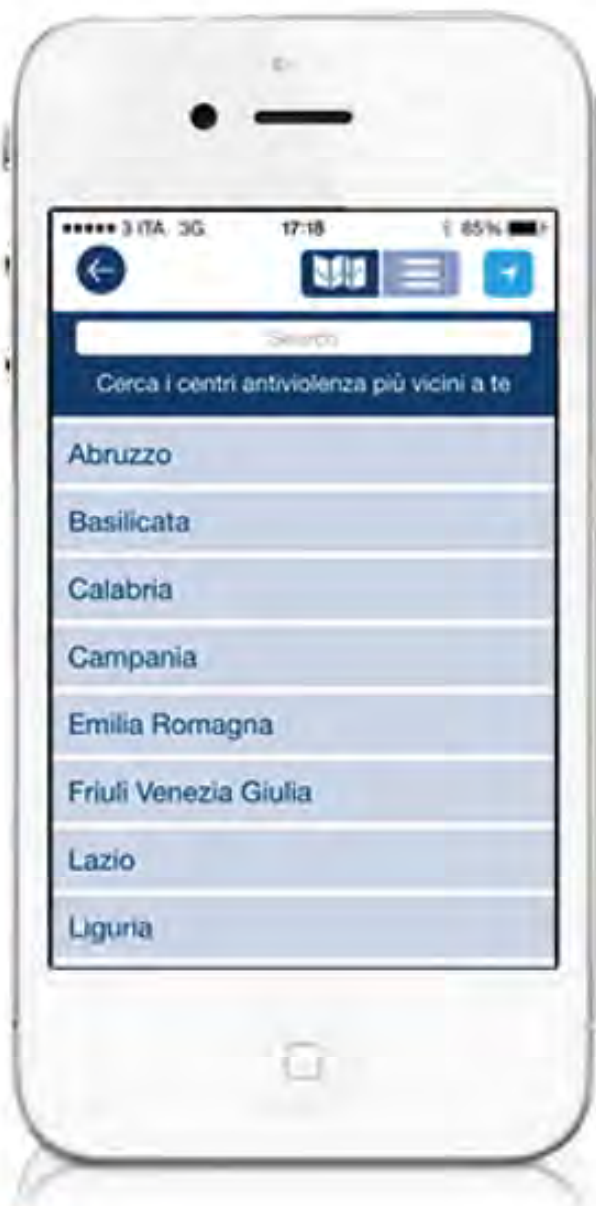 3 ITA 3G 17:18 85%
Search
Cerca i centri antiviolenza più vicini a te
Abruzzo
Basilicata
Calabria
Campania
Emilia Romagna
Friuli Venezia Giulia
Lazio
Liguria